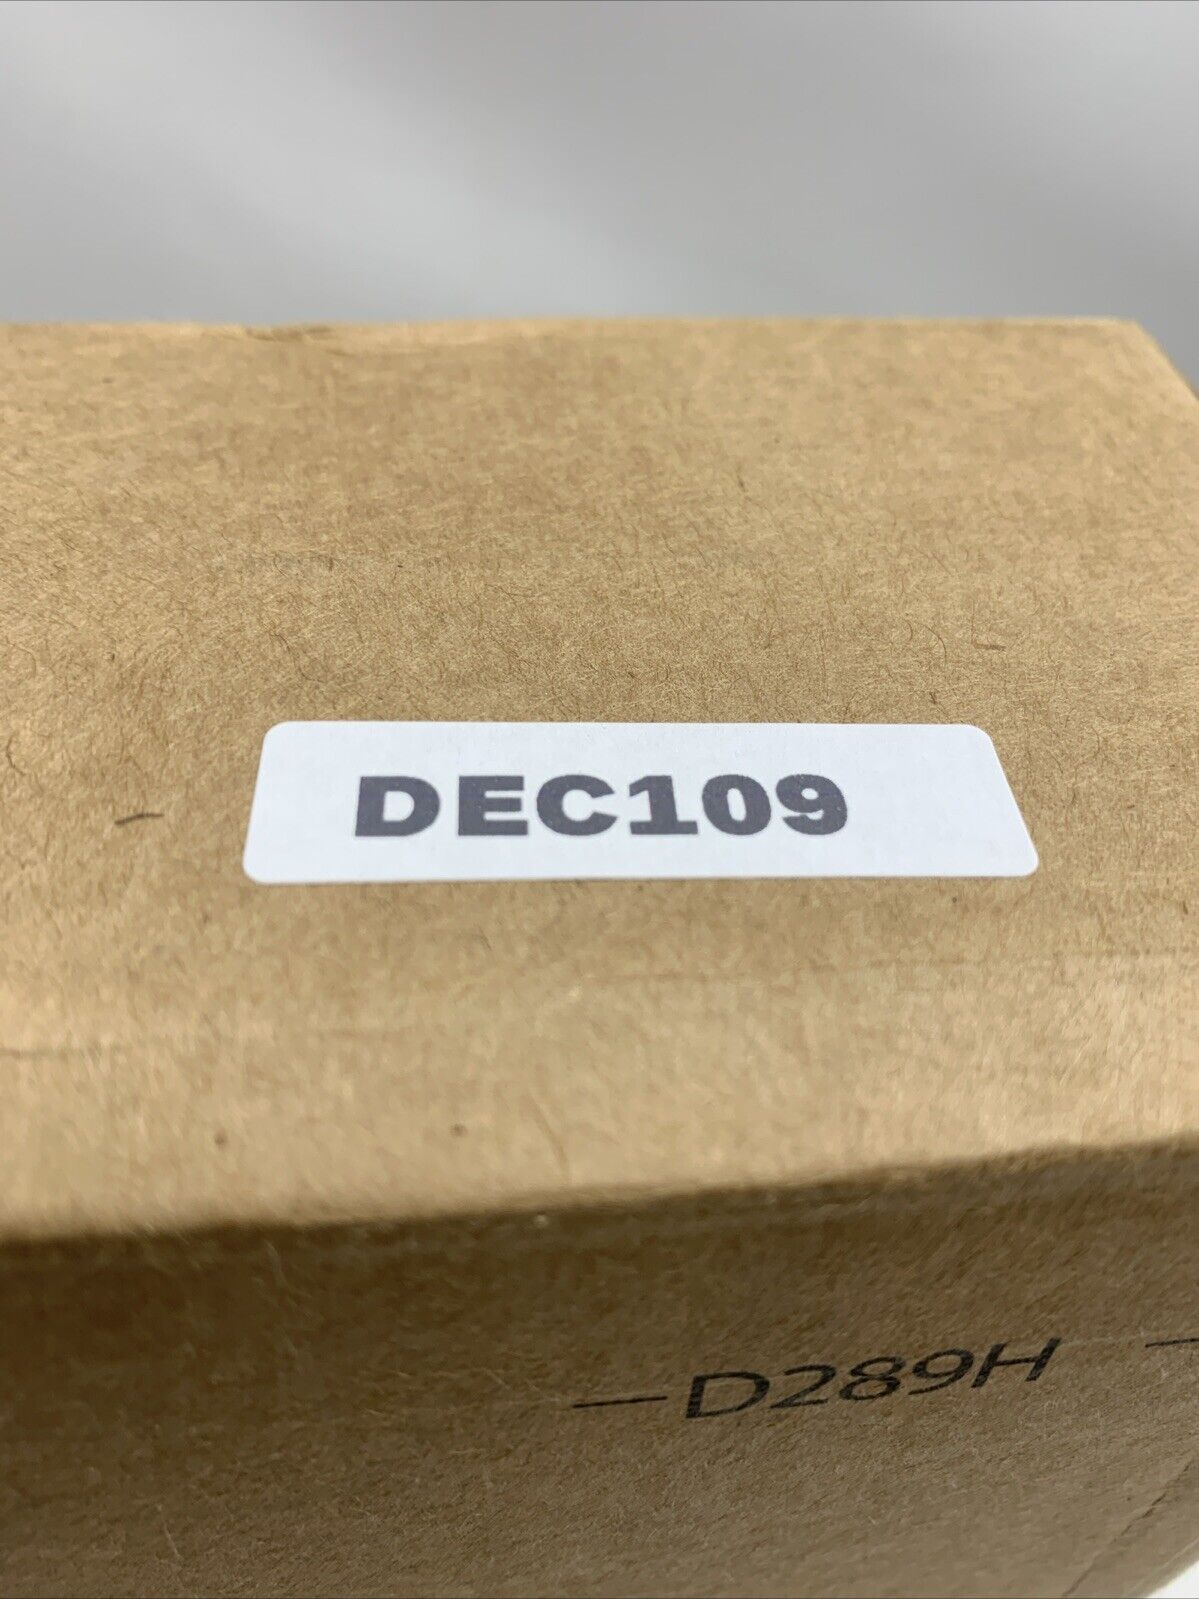 DEC109
—D289H —